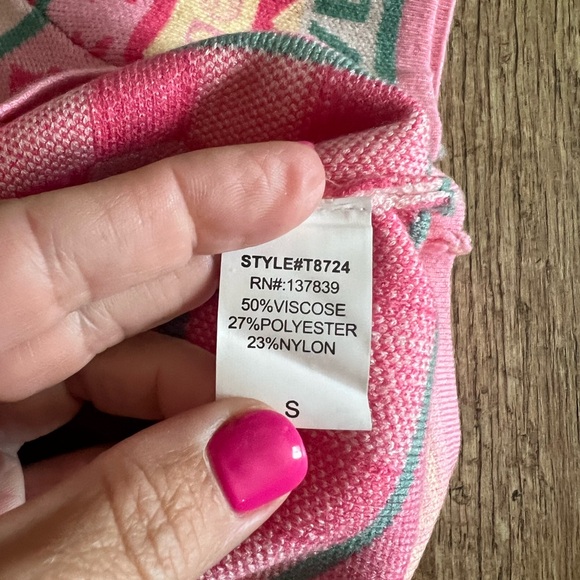 STYLE#T8724
RN#:137839
50%VISCOSE
27%POLYESTER
23%NYLON
S